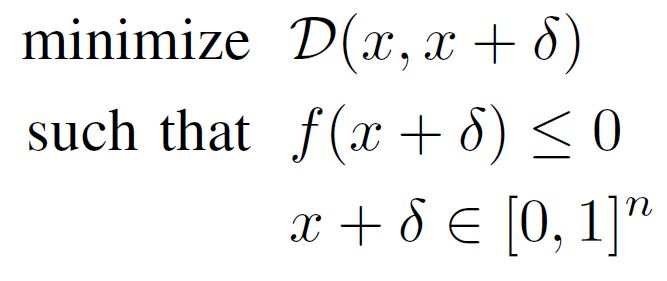 minimize 𝒟(x, x + δ)
such that f(x + δ) ≤ 0
x + δ ∈ [0, 1]ⁿ